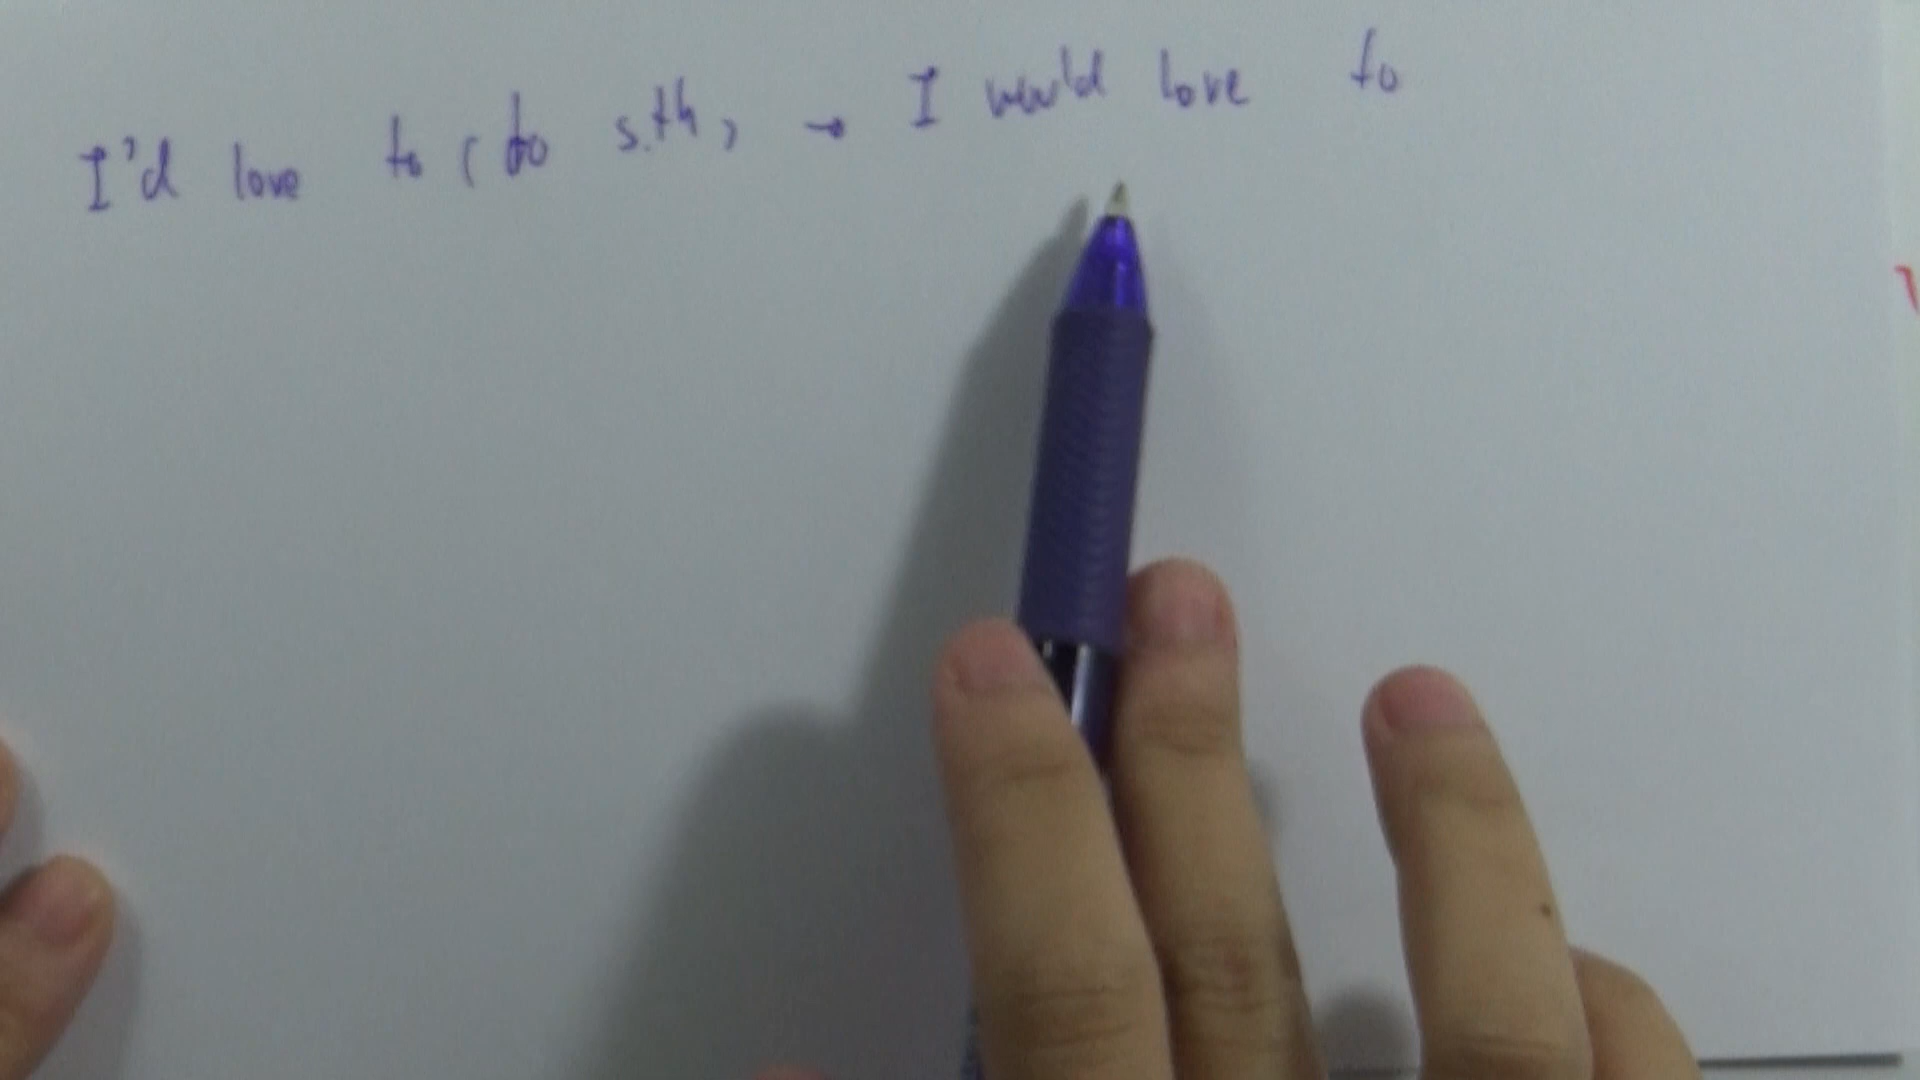 I'd love to (do s.th) → I would love to